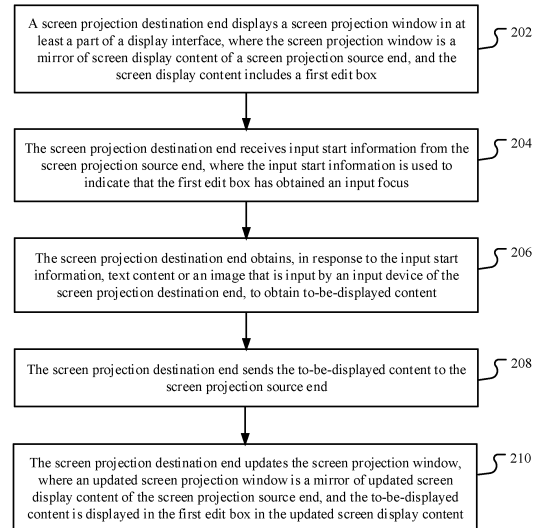 A screen projection destination end displays a screen projection window in at
least a part of a display interface, where the screen projection window is a
mirror of screen display content of a screen projection source end, and the
screen display content includes a first edit box
202
The screen projection destination end receives input start information from the
screen projection source end, where the input start information is used to
indicate that the first edit box has obtained an input focus
204
The screen projection destination end obtains, in response to the input start
information, text content or an image that is input by an input device of the
screen projection destination end, to obtain to-be-displayed content
206
The screen projection destination end sends the to-be-displayed content to the
screen projection source end
208
The screen projection destination end updates the screen projection window,
where an updated screen projection window is a mirror of updated screen
display content of the screen projection source end, and the to-be-displayed
content is displayed in the first edit box in the updated screen display content
210